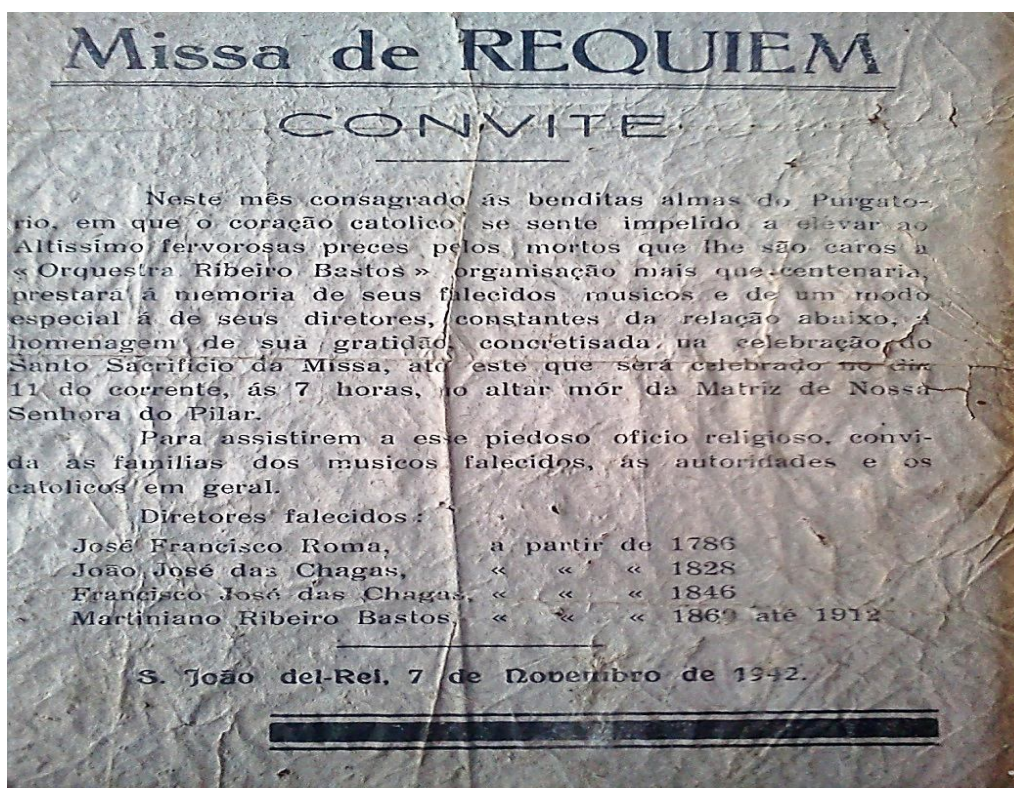 Missa de REQUIEM
CONVITE
Neste mês consagrado ás benditas almas do Purgato-
rio, em que o coração catolico se sente impelido a elevar ao
Altissimo fervorosas preces pelos mortos que lhe são caros a
« Orquestra Ribeiro Bastos » organisação mais que centenaria,
prestará á memoria de seus falecidos musicos e de um modo
especial á de seus diretores, constantes da relação abaixo, a
homenagem de sua gratidão, concretisada na celebração do
Santo Sacrificio da Missa, ato este que será celebrado no dia
11 do corrente, ás 7 horas, no altar mór da Matriz de Nossa
Senhora do Pilar.
Para assistirem a esse piedoso oficio religioso, convi-
da as familias dos musicos falecidos, as autoridades e os
catolicos em geral.
Diretores falecidos:
José Francisco Roma, a partir de 1786
João José das Chagas, « « « 1828
Francisco José das Chagas, « « « 1846
Martiniano Ribeiro Bastos, « « « 1860 até 1912
S. João del-Rei, 7 de Novembro de 1942.